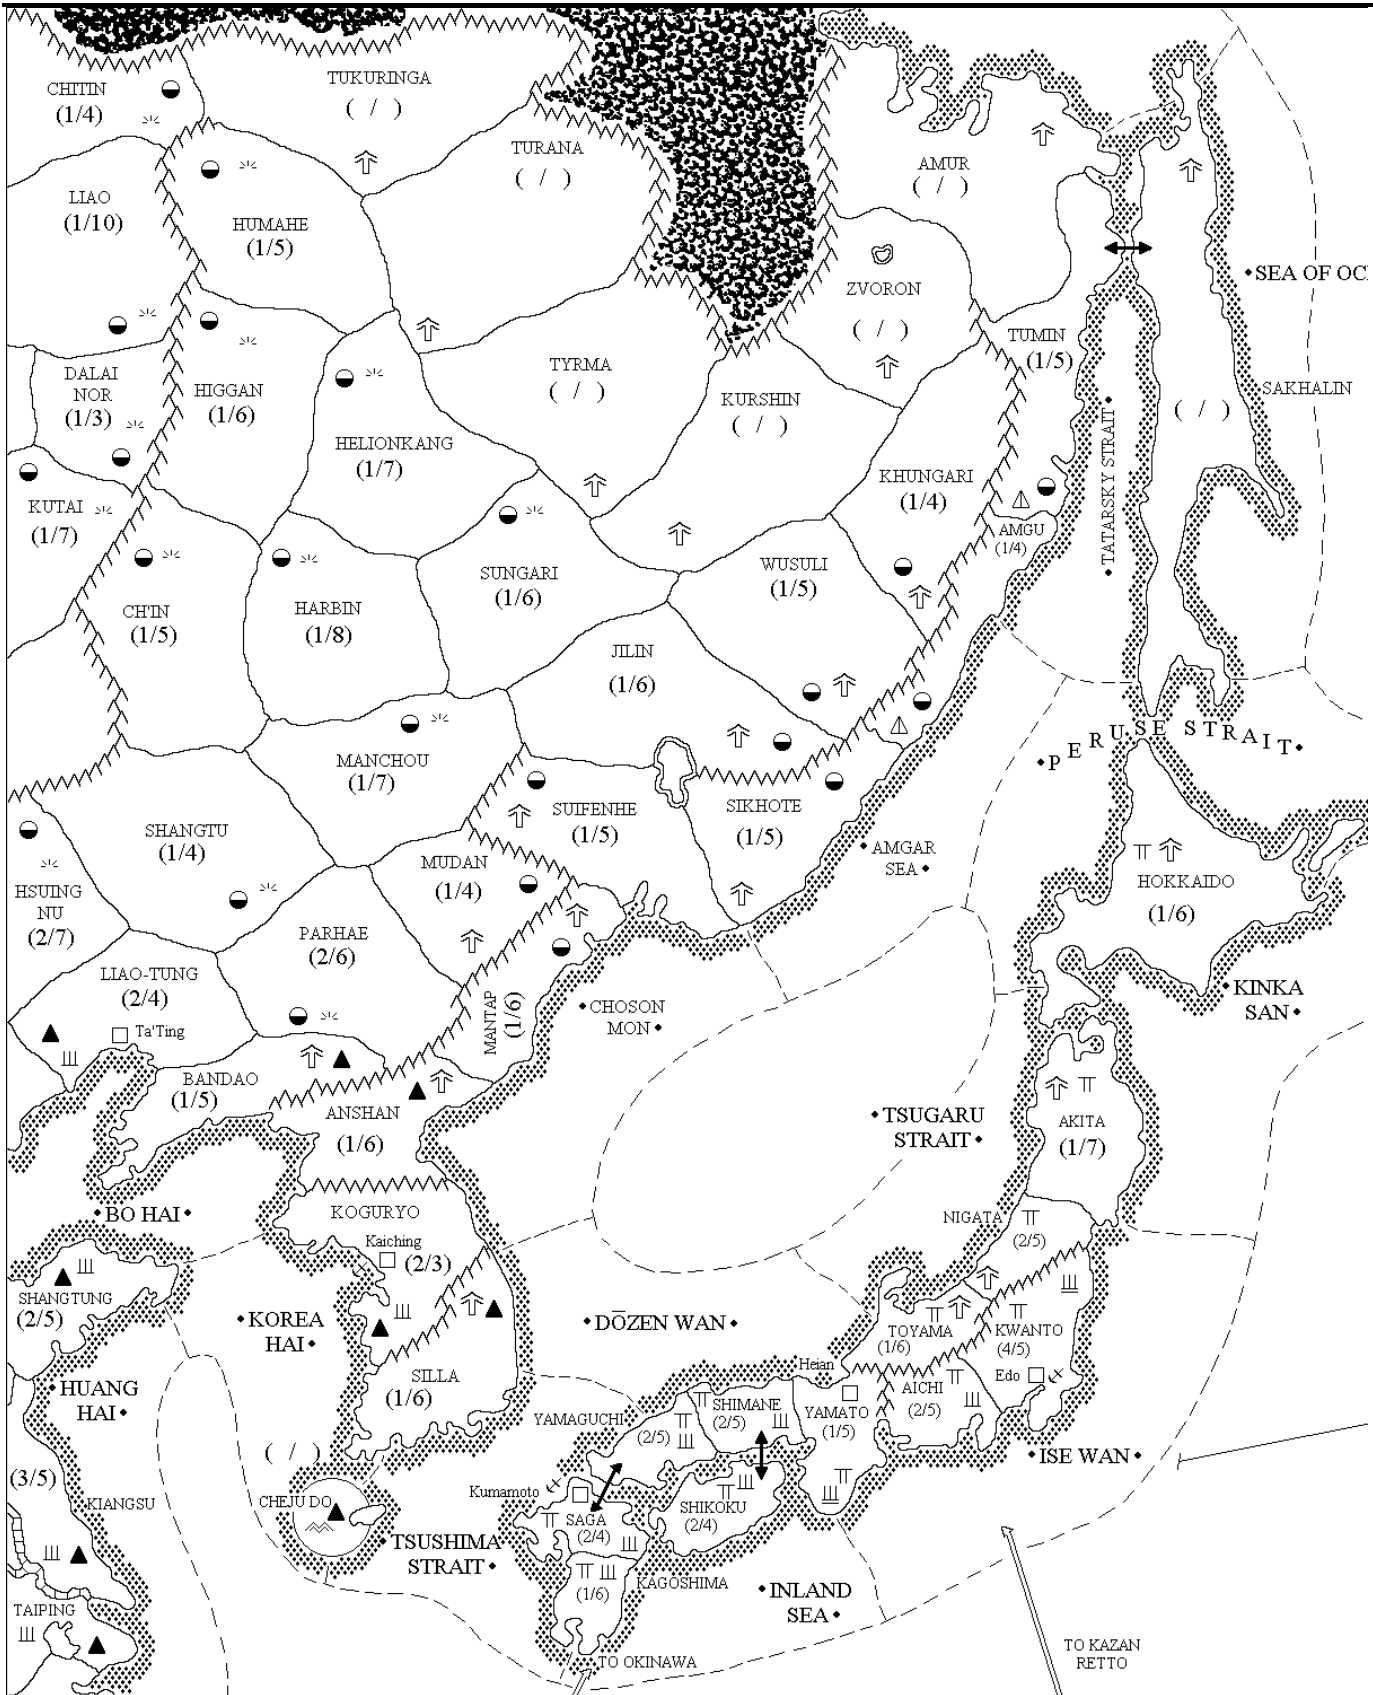 CHITIN
(1/4)
TUKURINGA
( / )
TURANA
( / )
AMUR
( / )
LIAO
(1/10)
HUMAHE
(1/5)
ZVORON
( / )
TUMIN
(1/5)
DALAI
NOR
(1/3)
HIGGAN
(1/6)
TYRMA
( / )
KURSHIN
( / )
SAKHALIN
( / )
HELIONKANG
(1/7)
KHUNGARI
(1/4)
TATARSKY STRAIT
KUTAI
(1/7)
AMGU
(1/4)
SUNGARI
(1/6)
WUSULI
(1/5)
CH'IN
(1/5)
HARBIN
(1/8)
JILIN
(1/6)
PERUSE STRAIT
MANCHOU
(1/7)
SUIFENHE
(1/5)
SIKHOTE
(1/5)
SHANGTU
(1/4)
AMGAR
SEA
MUDAN
(1/4)
HOKKAIDO
(1/6)
HSUING
NU
(2/7)
PARHAE
(2/6)
LIAO-TUNG
(2/4)
Ta'Ting
MANTAP
(1/6)
CHOSON
MON
KINKA
SAN
BANDAO
(1/5)
ANSHAN
(1/6)
TSUGARU
STRAIT
AKITA
(1/7)
BO HAI
KOGURYO
Kaiching
(2/3)
NIGATA
(2/5)
SHANGTUNG
(2/5)
KOREA
HAI
DŌZEN WAN
TOYAMA
(1/6)
KWANTO
(4/5)
Edo
Heian
HUANG
HAI
SILLA
(1/6)
YAMAGUCHI
(2/5)
SHIMANE
(2/5)
YAMATO
(1/5)
AICHI
(2/5)
ISE WAN
( / )
CHEJU DO
(3/5)
KIANGSU
Kumamoto
SAGA
(2/4)
SHIKOKU
(2/4)
TSUSHIMA
STRAIT
(1/6)
KAGOSHIMA
INLAND
SEA
TAIPING
TO OKINAWA
TO KAZAN
RETTO